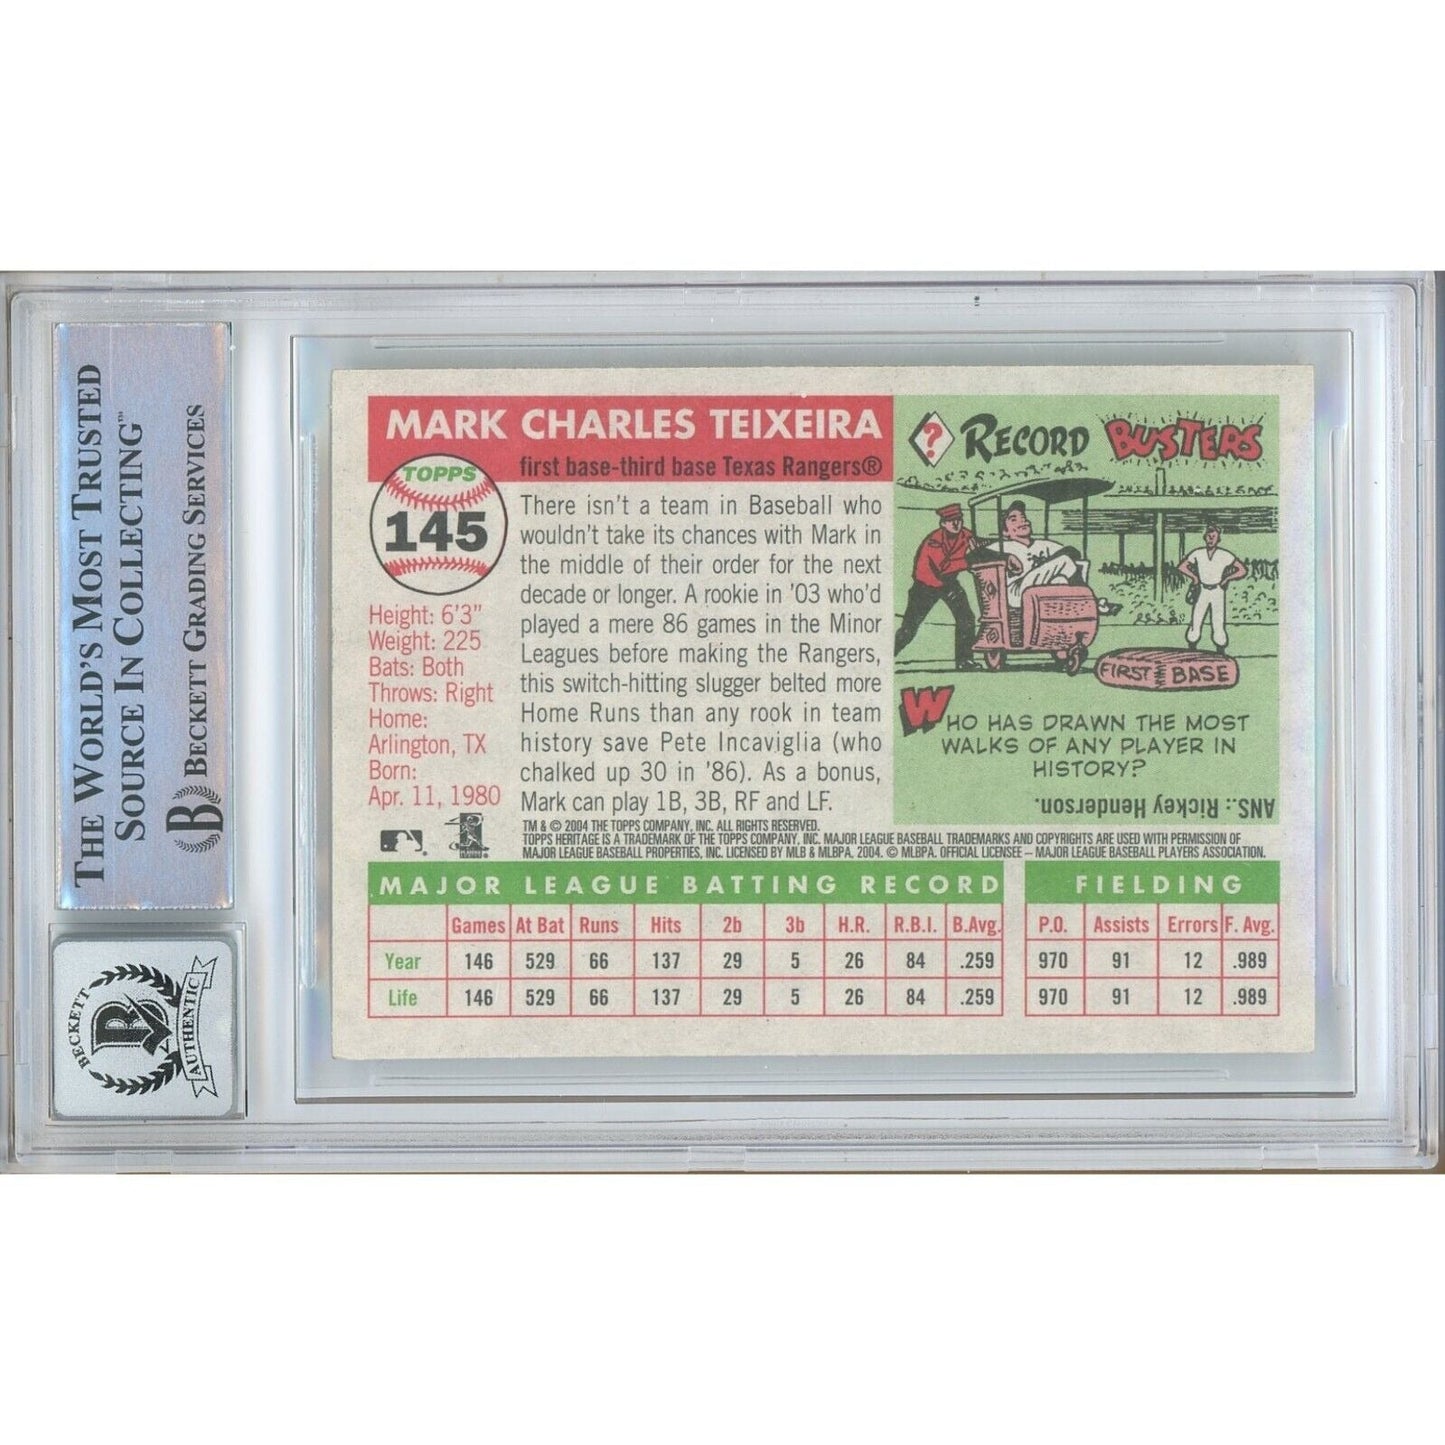 THE WORLD'S MOST TRUSTED
SOURCE IN COLLECTING™
BECKETT GRADING SERVICES
BECKETT
B
AUTHENTIC
MARK CHARLES TEIXEIRA
first base-third base Texas Rangers®
TOPPS
145
Height: 6'3"
Weight: 225
Bats: Both
Throws: Right
Home:
Arlington, TX
Born:
Apr. 11, 1980
There isn't a team in Baseball who
wouldn't take its chances with Mark in
the middle of their order for the next
decade or longer. A rookie in '03 who'd
played a mere 86 games in the Minor
Leagues before making the Rangers,
this switch-hitting slugger belted more
Home Runs than any rook in team
history save Pete Incaviglia (who
chalked up 30 in '86). As a bonus,
Mark can play 1B, 3B, RF and LF.
? RECORD BUSTERS
FIRST BASE
WHO HAS DRAWN THE MOST
WALKS OF ANY PLAYER IN
HISTORY?
ANS.: Rickey Henderson.
TM & © 2004 THE TOPPS COMPANY, INC. ALL RIGHTS RESERVED.
TOPPS HERITAGE IS A TRADEMARK OF THE TOPPS COMPANY, INC. MAJOR LEAGUE BASEBALL TRADEMARKS AND COPYRIGHTS ARE USED WITH PERMISSION OF
MAJOR LEAGUE BASEBALL PROPERTIES, INC. LICENSED BY MLB & MLBPA, 2004. © MLBPA. OFFICIAL LICENSEE – MAJOR LEAGUE BASEBALL PLAYERS ASSOCIATION.
MAJOR LEAGUE BATTING RECORD FIELDING
Games At Bat Runs Hits 2b 3b H.R. R.B.I. B.Avg. P.O. Assists Errors F. Avg.
Year 146 529 66 137 29 5 26 84 .259 970 91 12 .989
Life 146 529 66 137 29 5 26 84 .259 970 91 12 .989